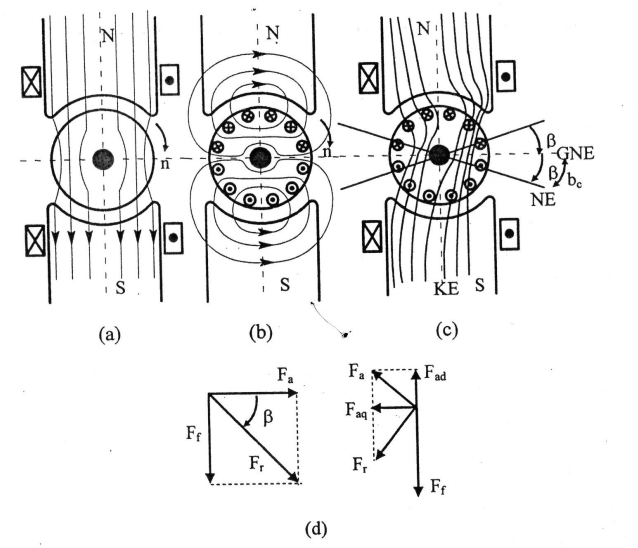 N
N
N
n
n
β
GNE
β
b_c
NE
S
S
KE S
(a)
(b)
(c)
F_a
β
F_f
F_r
F_a
F_ad
F_aq
F_r
F_f
(d)